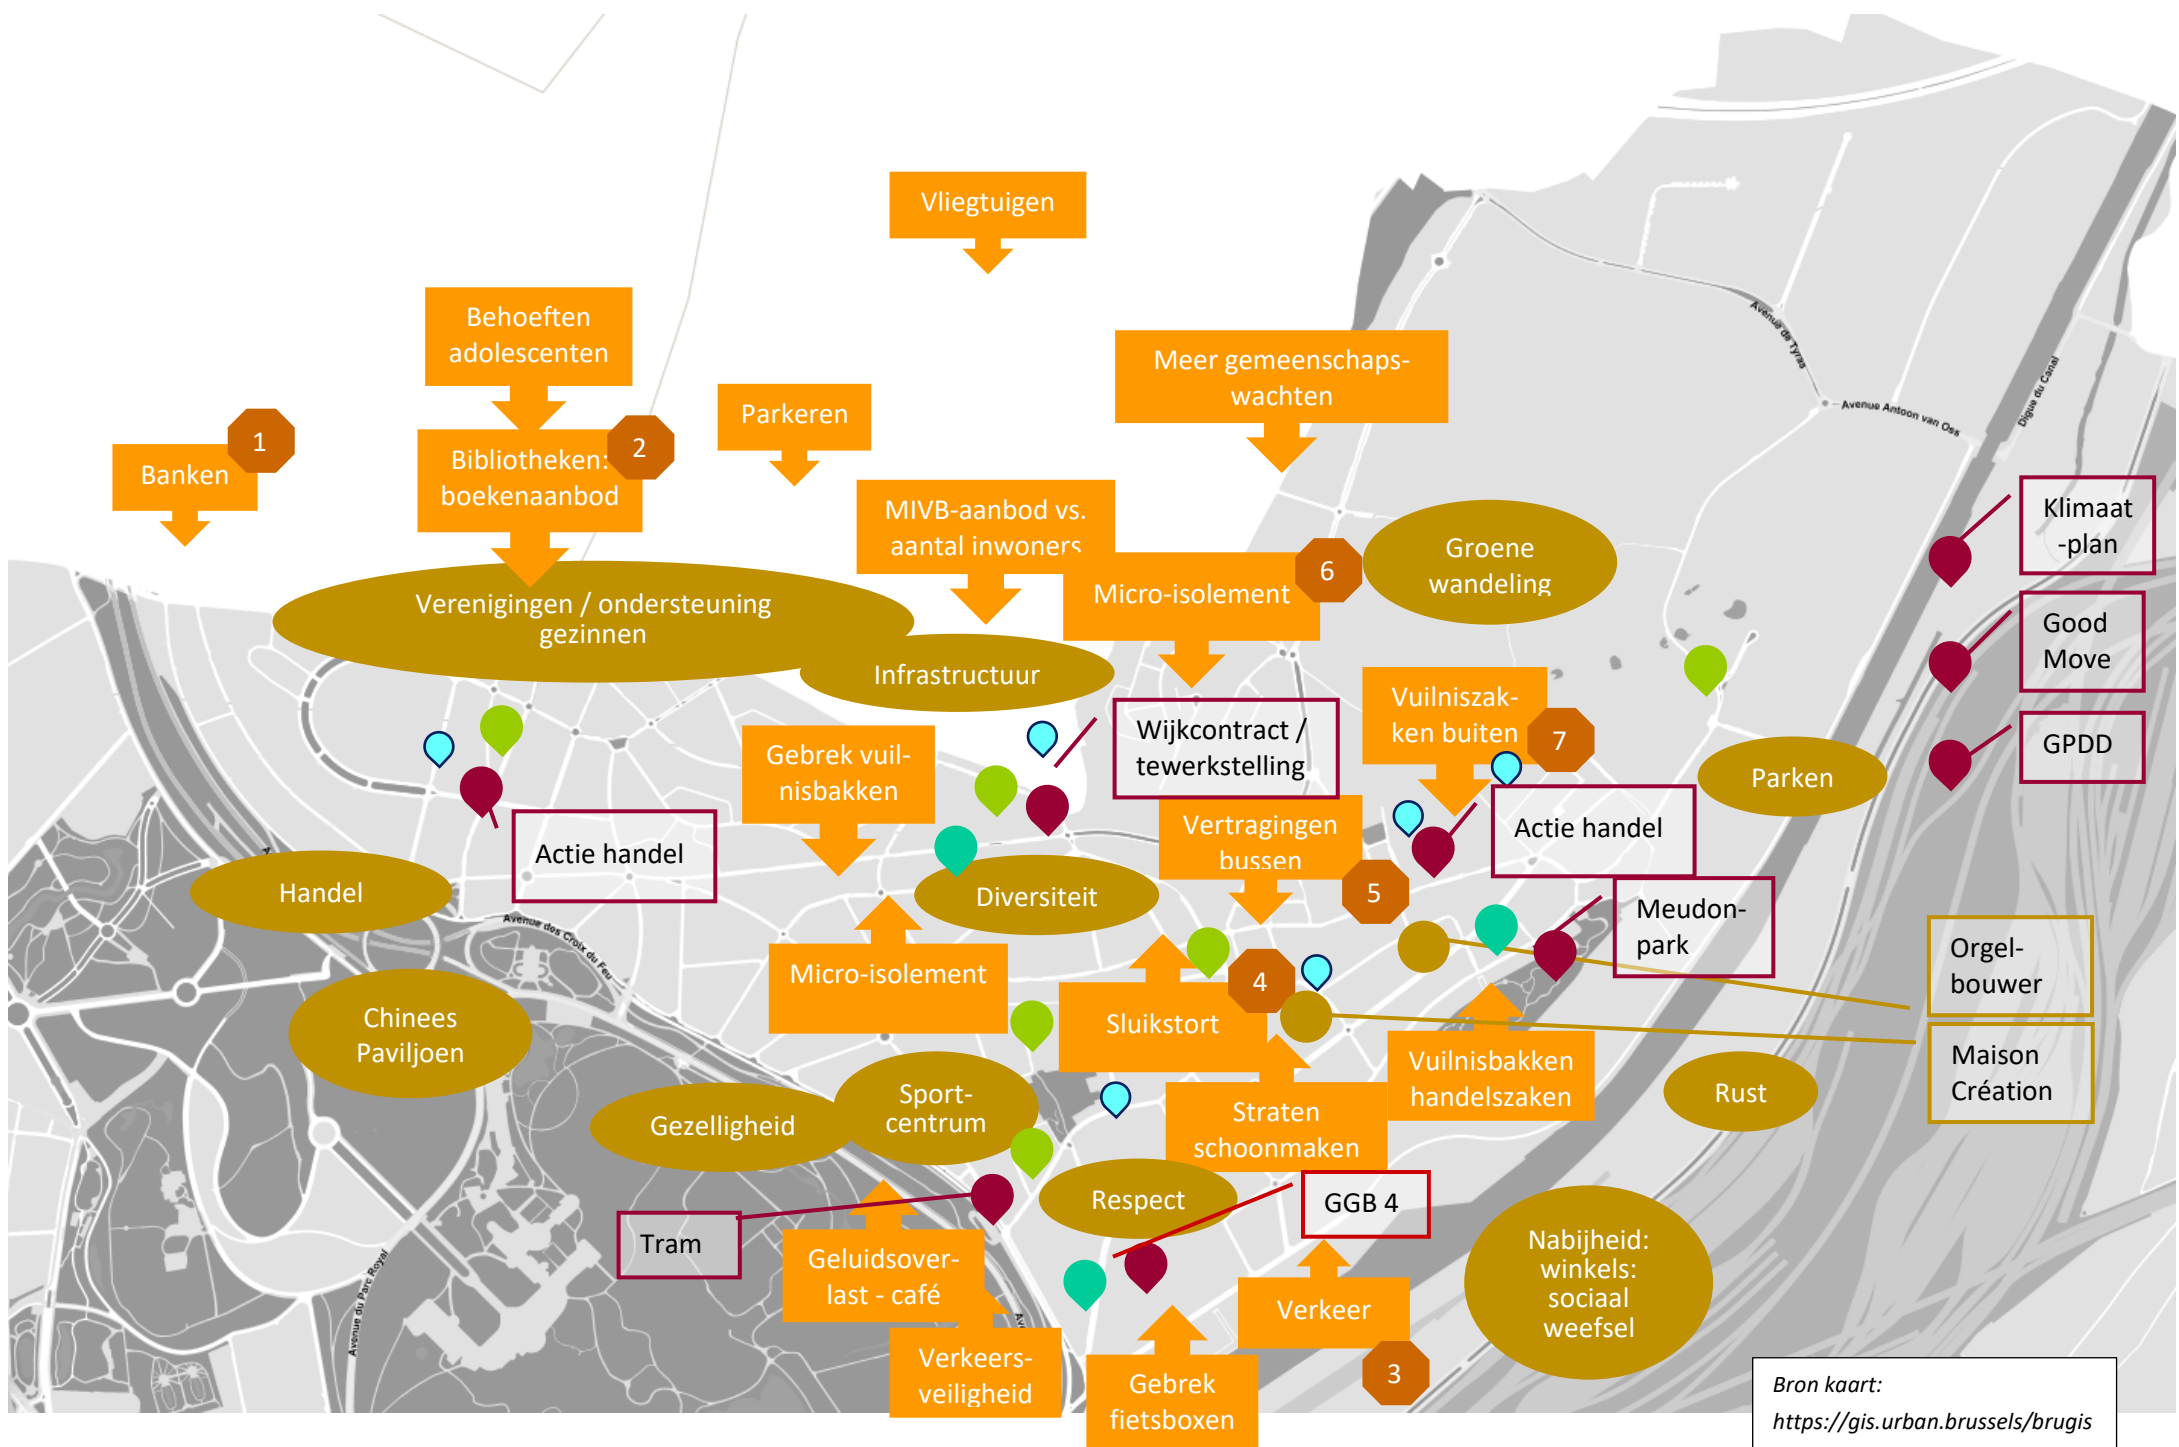 Vliegtuigen
Behoeften
adolescenten
Meer gemeenschaps-
wachten
Parkeren
1
Banken
2
Bibliotheken:
boekenaanbod
MIVB-aanbod vs.
aantal inwoners
6
Micro-isolement
Groene
wandeling
Avenue de Tyras
Avenue Antoon van Oss
Digue du Canal
Klimaat
-plan
Good
Move
GPDD
Verenigingen / ondersteuning
gezinnen
Infrastructuur
Wijkcontract /
tewerkstelling
Vuilniszak-
ken buiten
7
Parken
Gebrek vuil-
nisbakken
Actie handel
Vertragingen
bussen
5
Actie handel
Handel
Diversiteit
Meudon-
park
Avenue des Croix du Feu
Orgel-
bouwer
Micro-isolement
4
Sluikstort
Chinees
Paviljoen
Maison
Création
Vuilnisbakken
handelszaken
Rust
Gezelligheid
Sport-
centrum
Straten
schoonmaken
Respect
GGB 4
Tram
Geluidsover-
last - café
Nabijheid:
winkels:
sociaal
weefsel
Verkeer
3
Avenue du Parc Royal
Verkeers-
veiligheid
Gebrek
fietsboxen
Bron kaart:
https://gis.urban.brussels/brugis